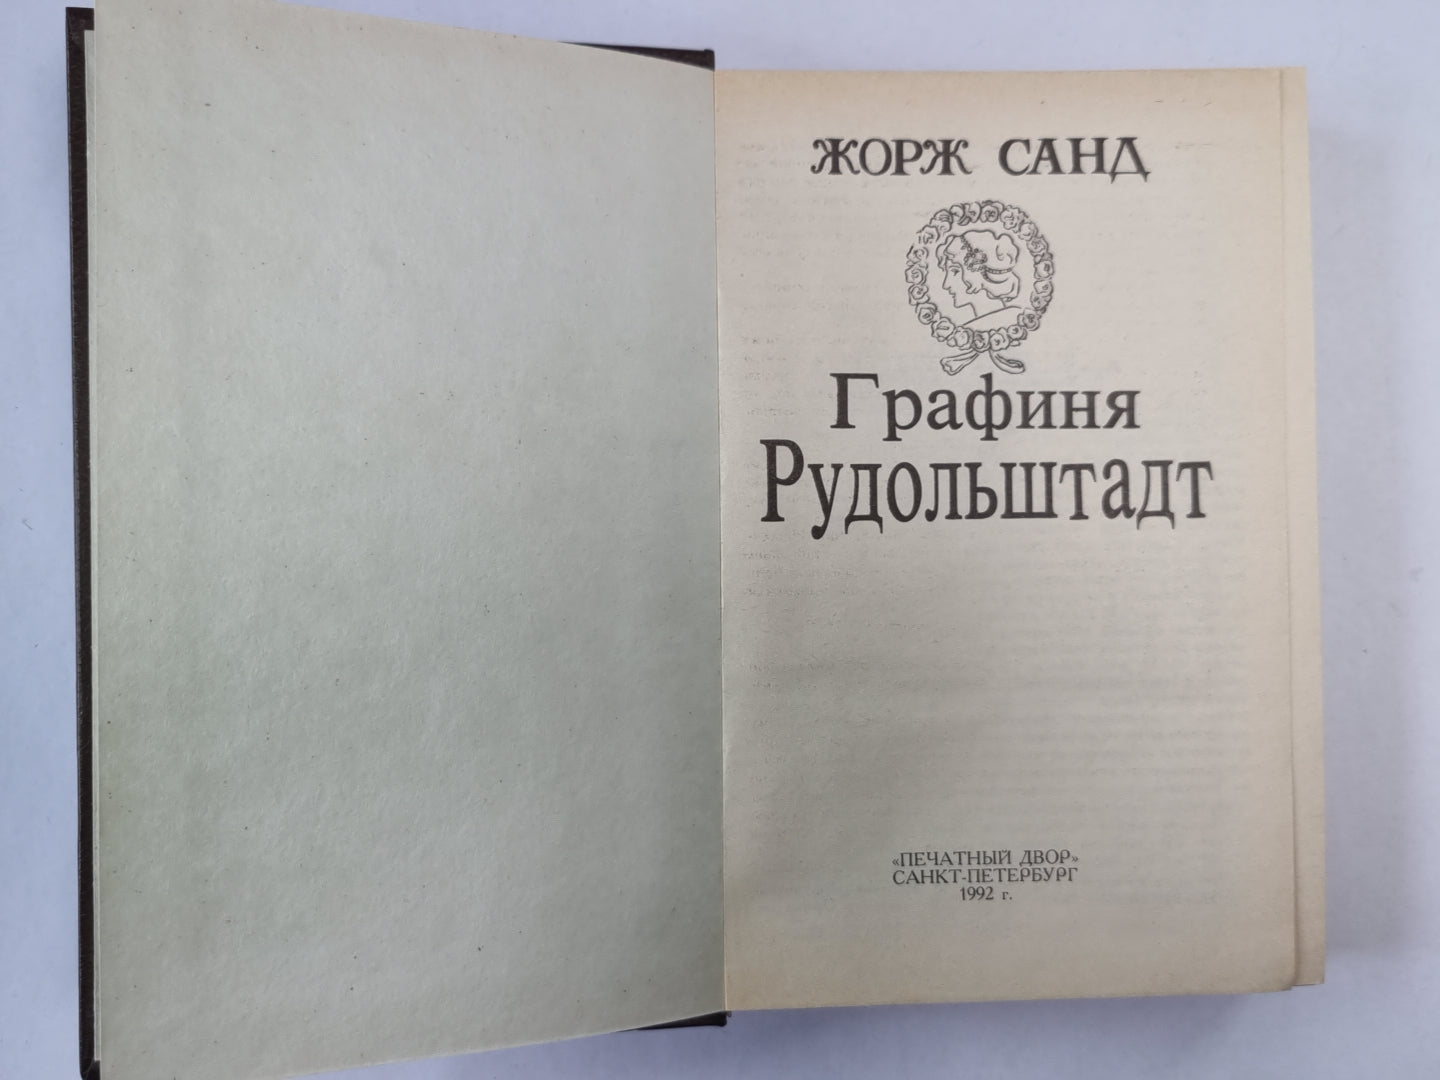 ЖОРЖ САНД
Графиня
Рудольштадт
«ПЕЧАТНЫЙ ДВОР»
САНКТ-ПЕТЕРБУРГ
1992 г.